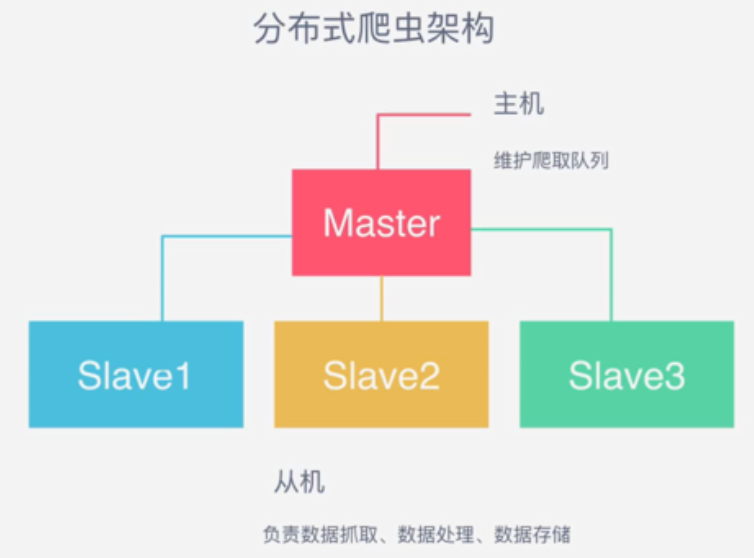 分布式爬虫架构
主机
维护爬取队列
Master
Slave1
Slave2
Slave3
从机
负责数据抓取、数据处理、数据存储